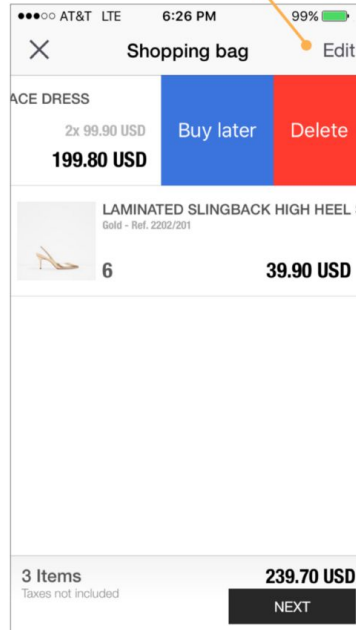 ●●●○○ AT&T LTE 6:26 PM 99%
Shopping bag Edit
ACE DRESS
2x 99.90 USD
199.80 USD
Buy later Delete
LAMINATED SLINGBACK HIGH HEEL
Gold - Ref. 2202/201
6 39.90 USD
3 Items 239.70 USD
Taxes not included
NEXT